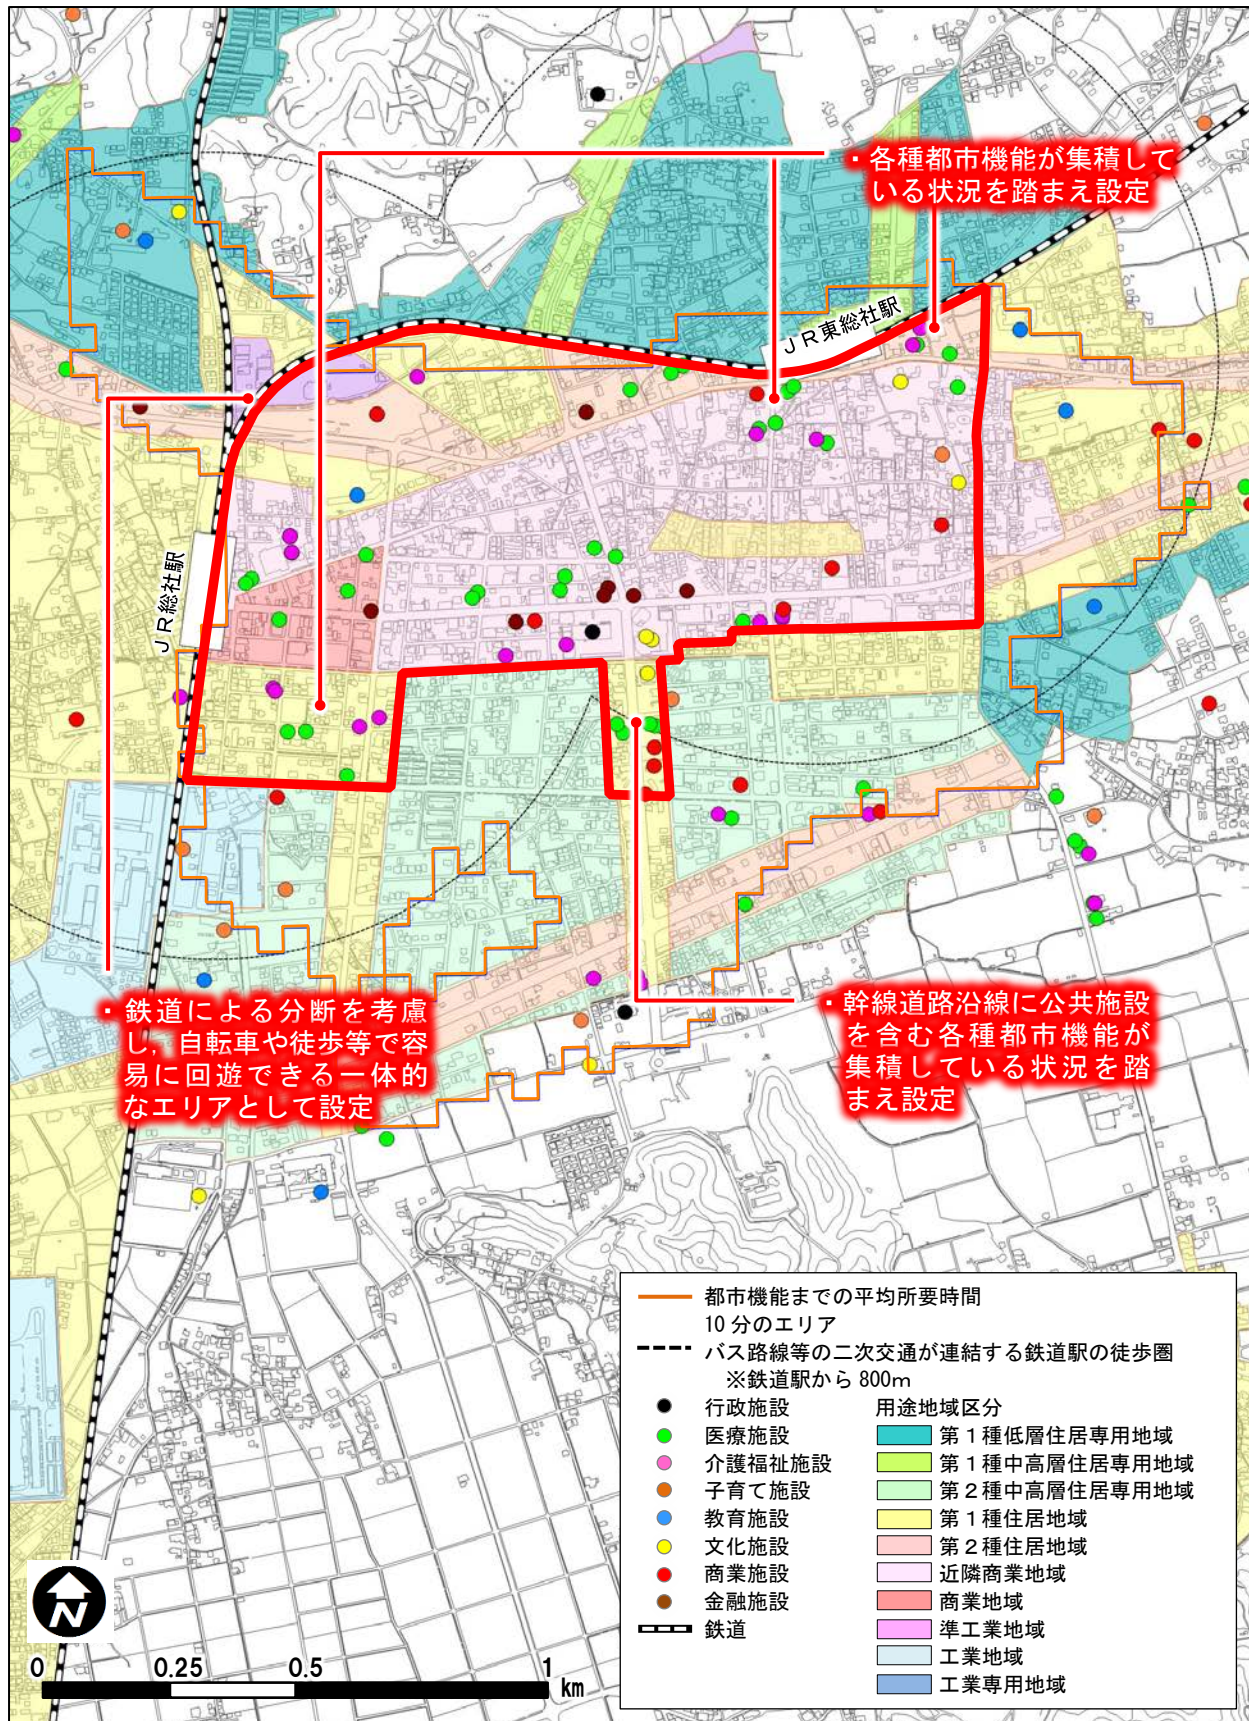 ・各種都市機能が集積して
いる状況を踏まえ設定
JR東総社駅
JR総社駅
・鉄道による分断を考慮
し，自転車や徒歩等で容
易に回遊できる一体的
なエリアとして設定
・幹線道路沿線に公共施設
を含む各種都市機能が
集積している状況を踏
まえ設定
都市機能までの平均所要時間
10分のエリア
バス路線等の二次交通が連結する鉄道駅の徒歩圏
※鉄道駅から800m
行政施設
医療施設
介護福祉施設
子育て施設
教育施設
文化施設
商業施設
金融施設
鉄道
用途地域区分
第１種低層住居専用地域
第１種中高層住居専用地域
第２種中高層住居専用地域
第１種住居地域
第２種住居地域
近隣商業地域
商業地域
準工業地域
工業地域
工業専用地域
N
0 0.25 0.5 1
km